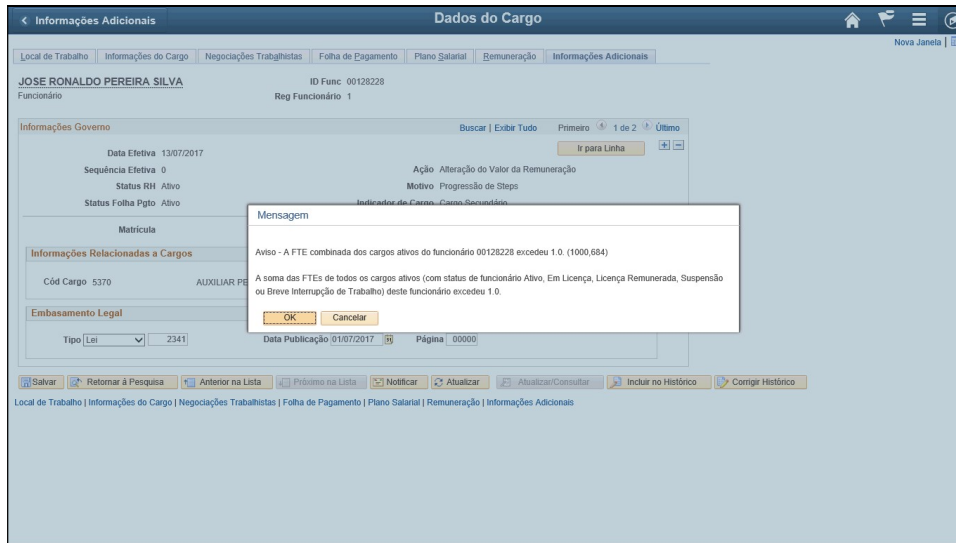 Informações Adicionais
Dados do Cargo
Nova Janela |
Local de Trabalho Informações do Cargo Negociações Trabalhistas Folha de Pagamento Plano Salarial Remuneração Informações Adicionais
JOSE RONALDO PEREIRA SILVA ID Func 00128228
Funcionário Reg Funcionário 1
Informações Governo Buscar | Exibir Tudo Primeiro 1 de 2 Último
Data Efetiva 13/07/2017 Ir para Linha
Sequência Efetiva 0 Ação Alteração do Valor da Remuneração
Status RH Ativo Motivo Progressão de Steps
Status Folha Pgto Ativo Indicador de Cargo Cargo Secundário
Matrícula
Informações Relacionadas a Cargos
Cód Cargo 5370 AUXILIAR PE
Mensagem
Aviso - A FTE combinada dos cargos ativos do funcionário 00128228 excedeu 1.0. (1000,684)
A soma das FTEs de todos os cargos ativos (com status de funcionário Ativo, Em Licença, Licença Remunerada, Suspensão
ou Breve Interrupção de Trabalho) deste funcionário excedeu 1.0.
OK Cancelar
Embasamento Legal
Tipo Lei 2341 Data Publicação 01/07/2017 Página 00000
Salvar Retornar à Pesquisa Anterior na Lista Próximo na Lista Notificar Atualizar Atualizar/Consultar Incluir no Histórico Corrigir Histórico
Local de Trabalho | Informações do Cargo | Negociações Trabalhistas | Folha de Pagamento | Plano Salarial | Remuneração | Informações Adicionais